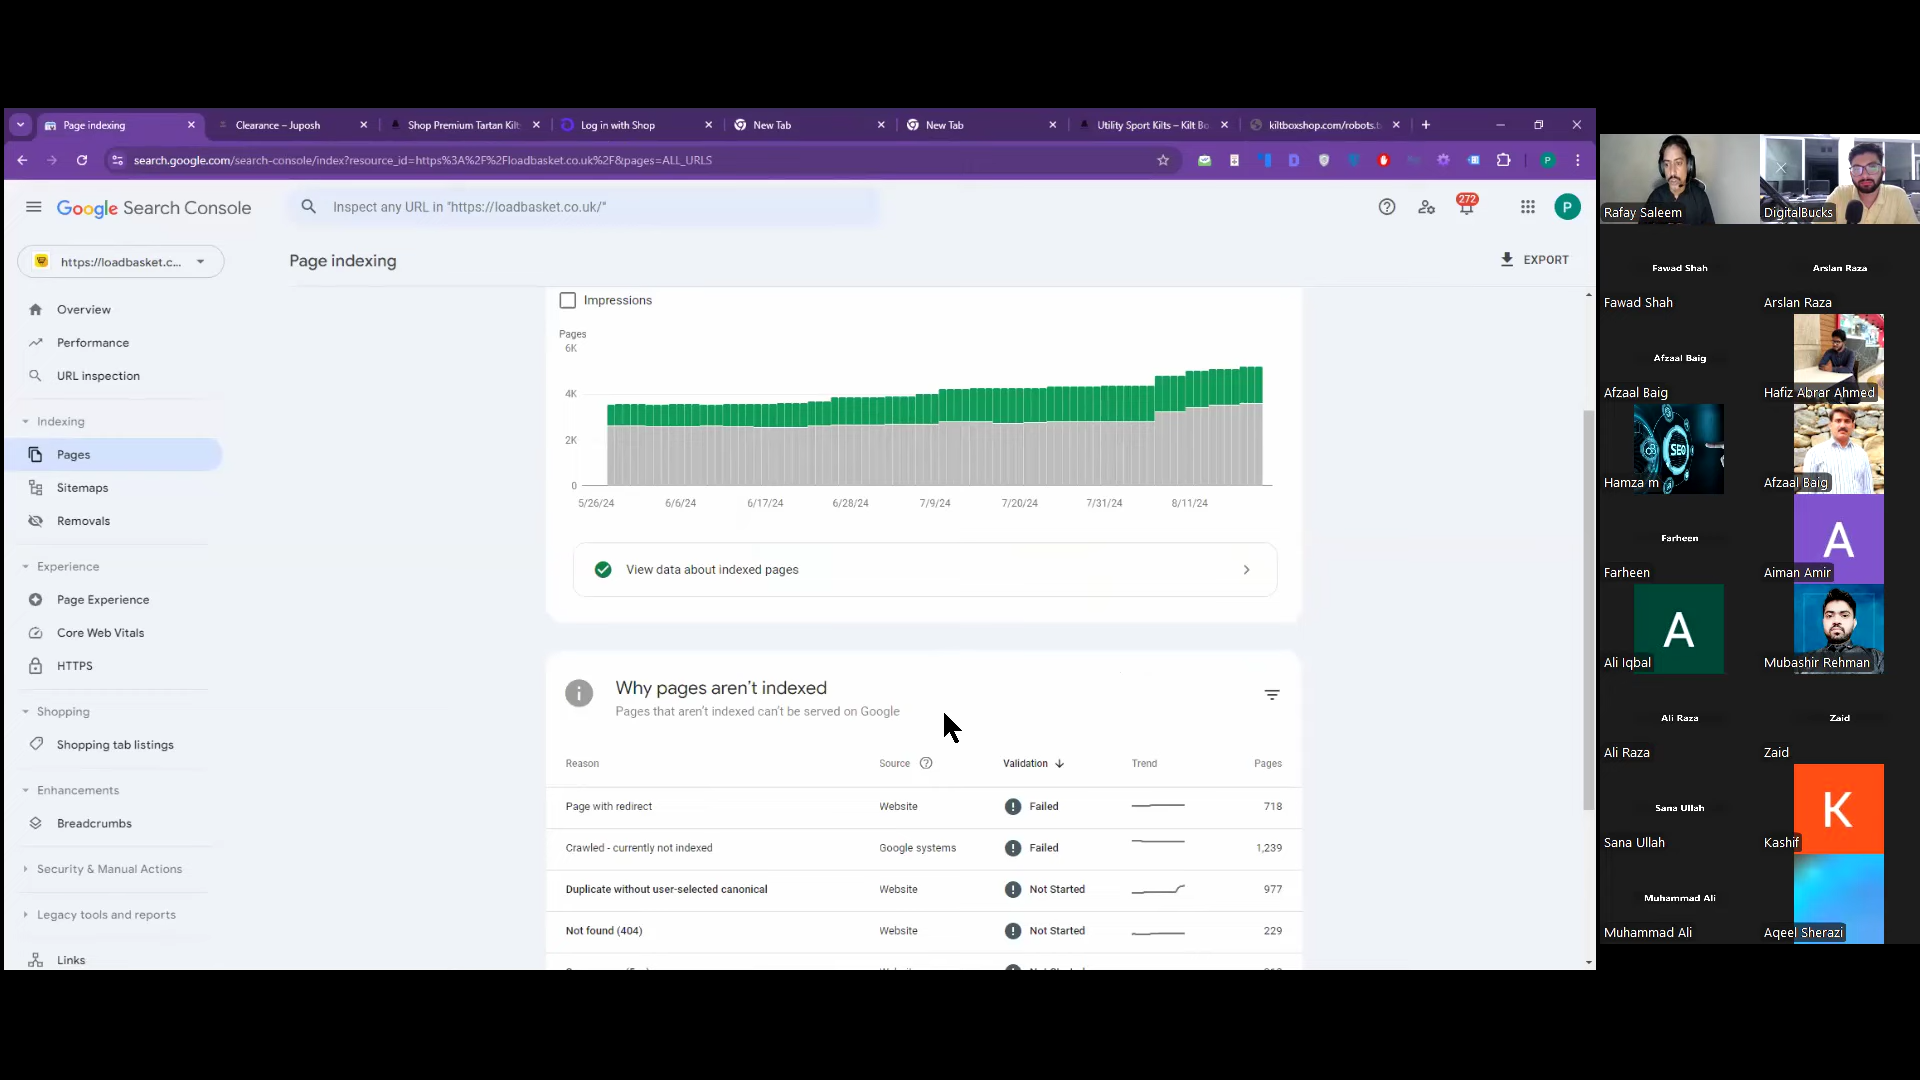 Page indexing
Clearance – Juposh
Shop Premium Tartan Kilt
Log in with Shop
New Tab
New Tab
Utility Sport Kilts – Kilt Bo
kiltboxshop.com/robots.t
search.google.com/search-console/index?resource_id=https%3A%2F%2Floadbasket.co.uk%2F&pages=ALL_URLS
P
Google Search Console
Inspect any URL in "https://loadbasket.co.uk/"
272
P
https://loadbasket.c...
Page indexing
EXPORT
Overview
Performance
URL inspection
Indexing
Pages
Sitemaps
Removals
Experience
Page Experience
Core Web Vitals
HTTPS
Shopping
Shopping tab listings
Enhancements
Breadcrumbs
Security & Manual Actions
Legacy tools and reports
Links
Impressions
Pages
6K
4K
2K
0
5/26/24 6/6/24 6/17/24 6/28/24 7/9/24 7/20/24 7/31/24 8/11/24
View data about indexed pages
Why pages aren't indexed
Pages that aren't indexed can't be served on Google
Reason Source Validation Trend Pages
Page with redirect Website Failed 718
Crawled - currently not indexed Google systems Failed 1,239
Duplicate without user-selected canonical Website Not Started 977
Not found (404) Website Not Started 229
Rafay Saleem
DigitalBucks
Fawad Shah
Fawad Shah
Arslan Raza
Arslan Raza
Afzaal Baig
Afzaal Baig
Hafiz Abrar Ahmed
SEO
Hamza m
Afzaal Baig
Farheen
Farheen
A
Aiman Amir
A
Ali Iqbal
Mubashir Rehman
Ali Raza
Ali Raza
Zaid
Zaid
Sana Ullah
Sana Ullah
K
Kashif
Muhammad Ali
Muhammad Ali
Aqeel Sherazi